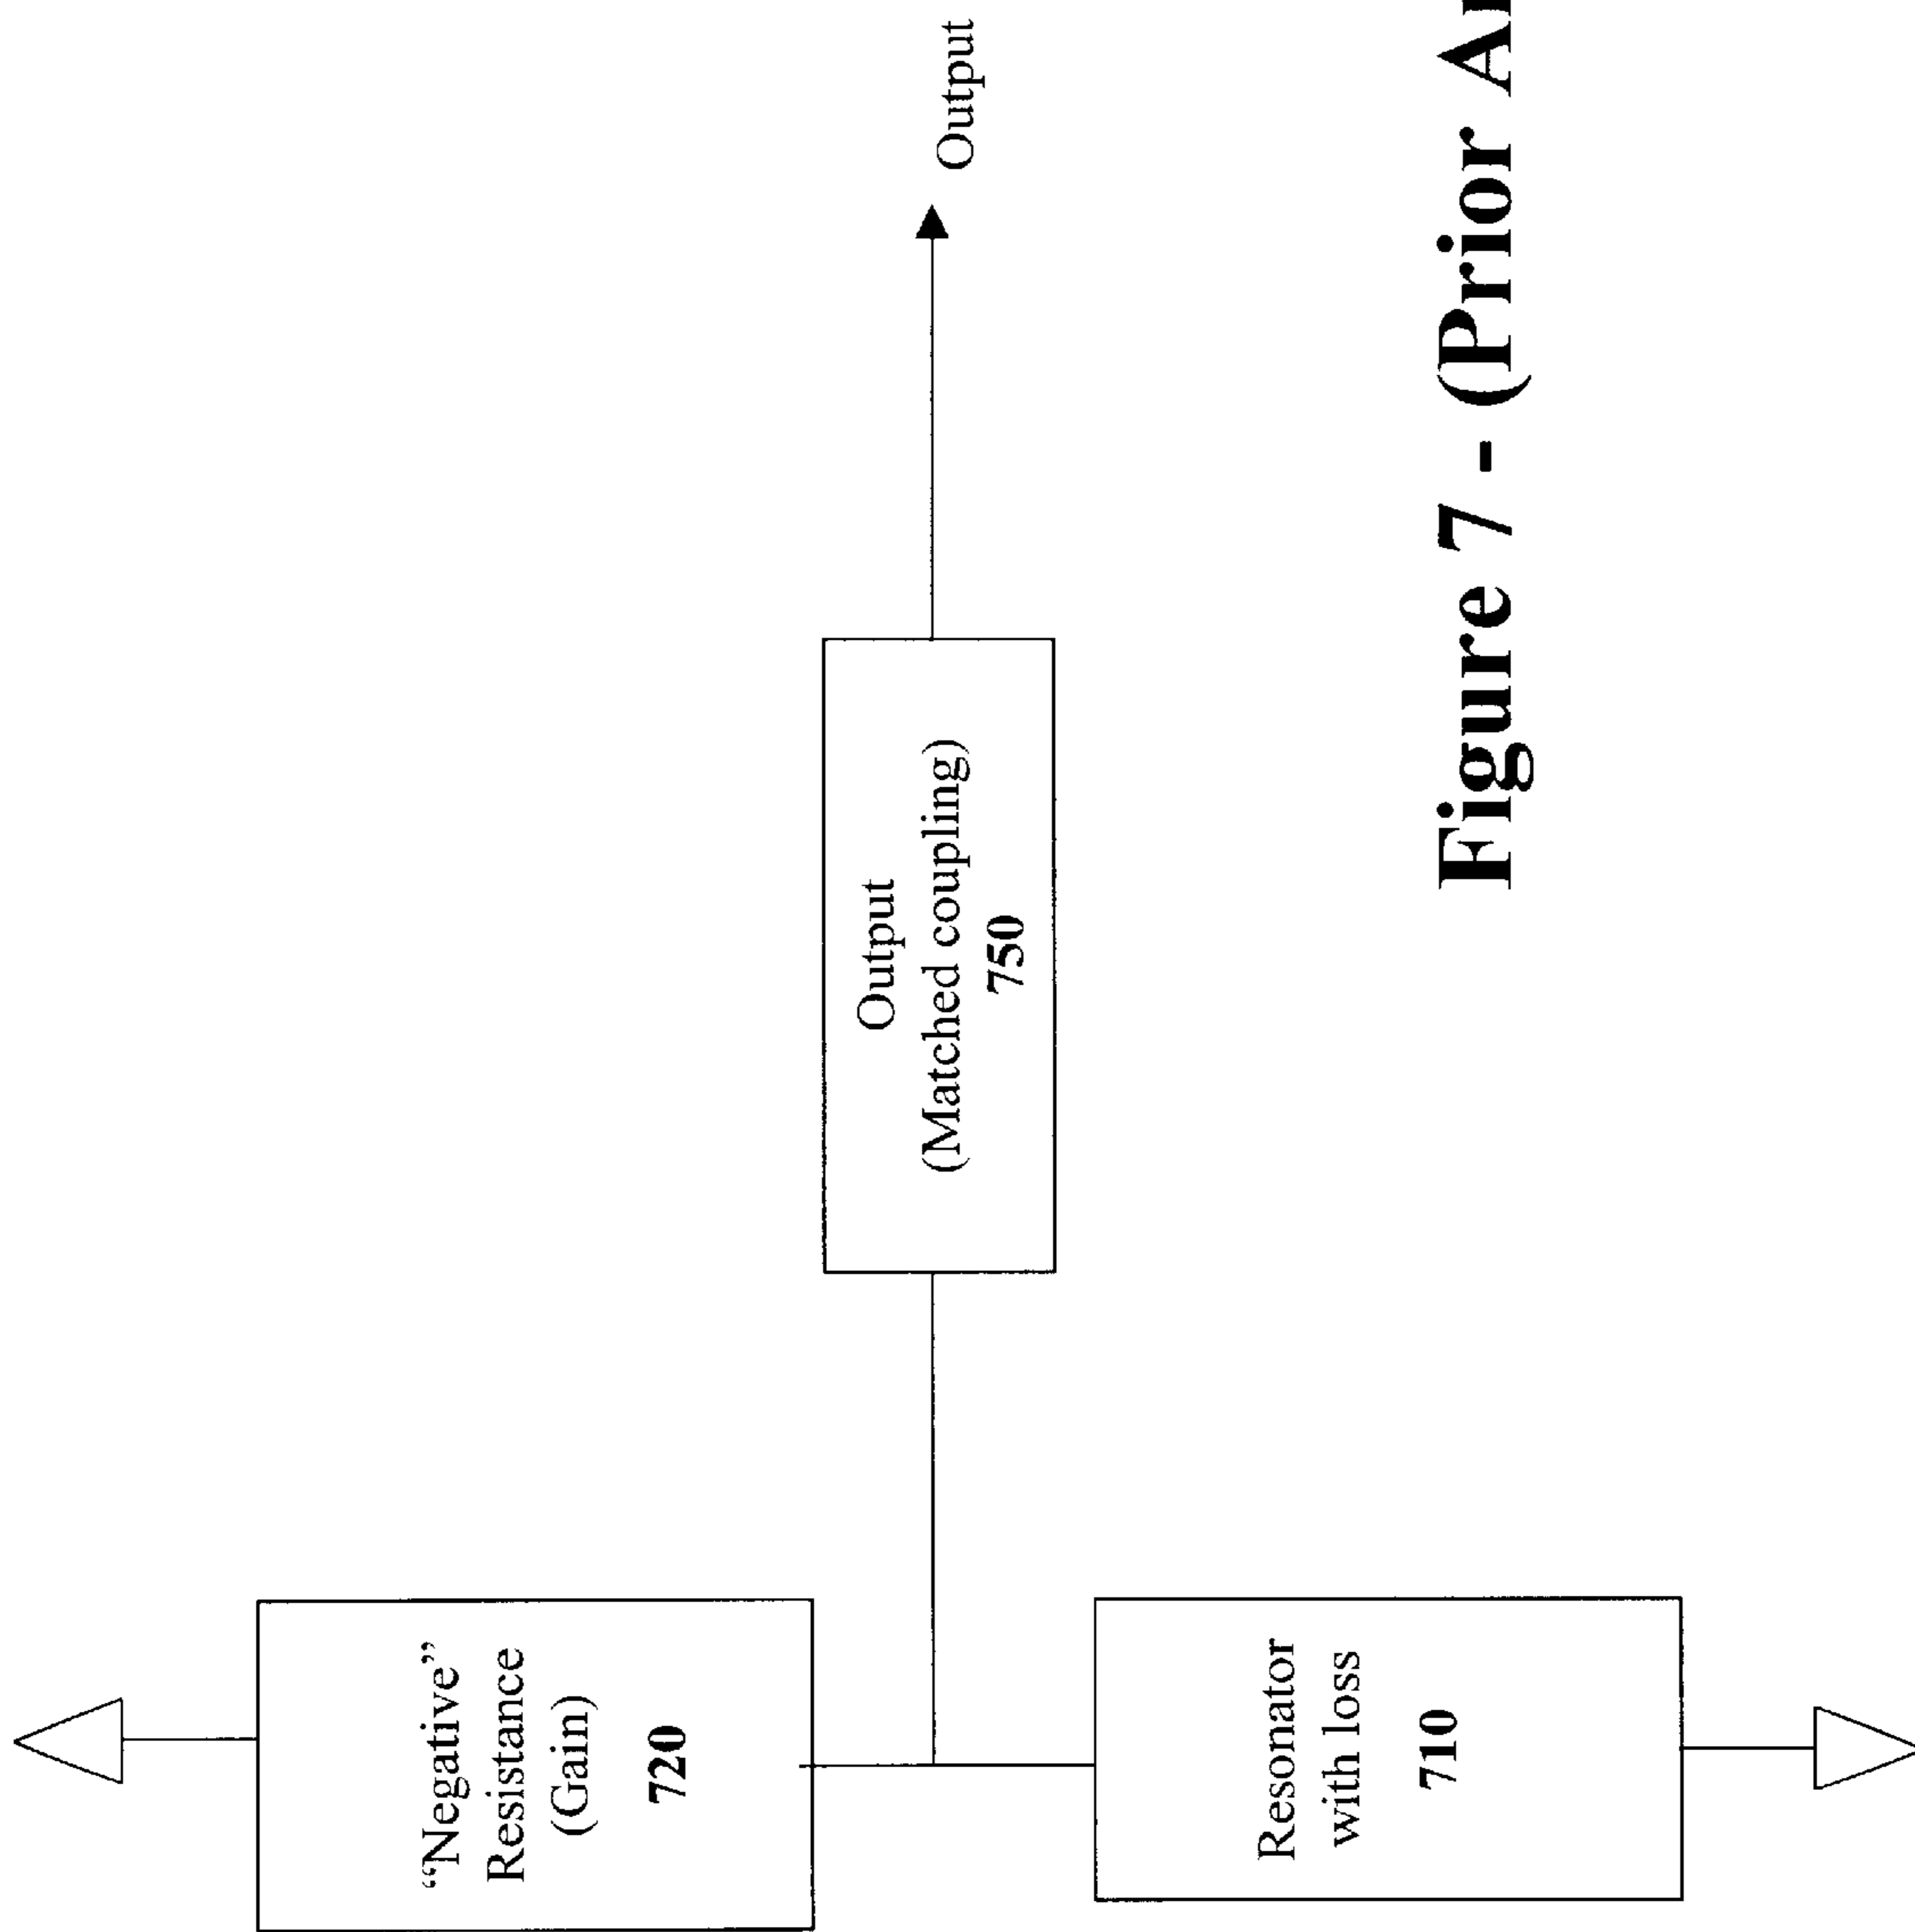 "Negative"
Resistance
(Gain)
720
Resonator
with loss
710
Output
(Matched coupling)
750
Output
Figure 7 - (Prior